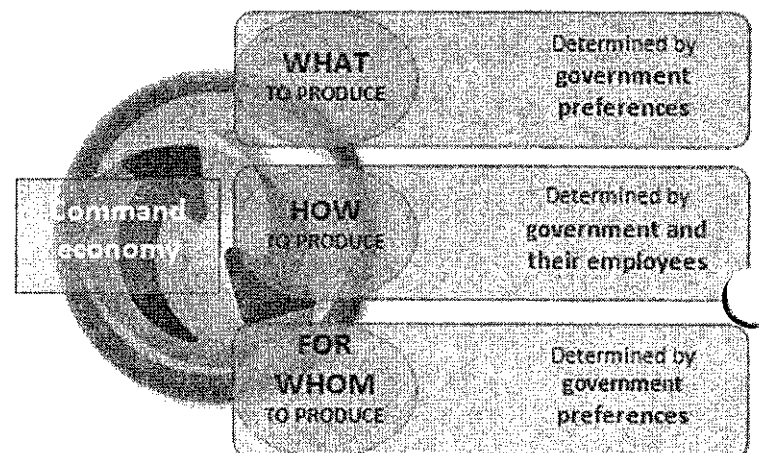 WHAT
TO PRODUCE
Determined by
government
preferences
Command
economy
HOW
TO PRODUCE
Determined by
government and
their employees
FOR
WHOM
TO PRODUCE
Determined by
government
preferences